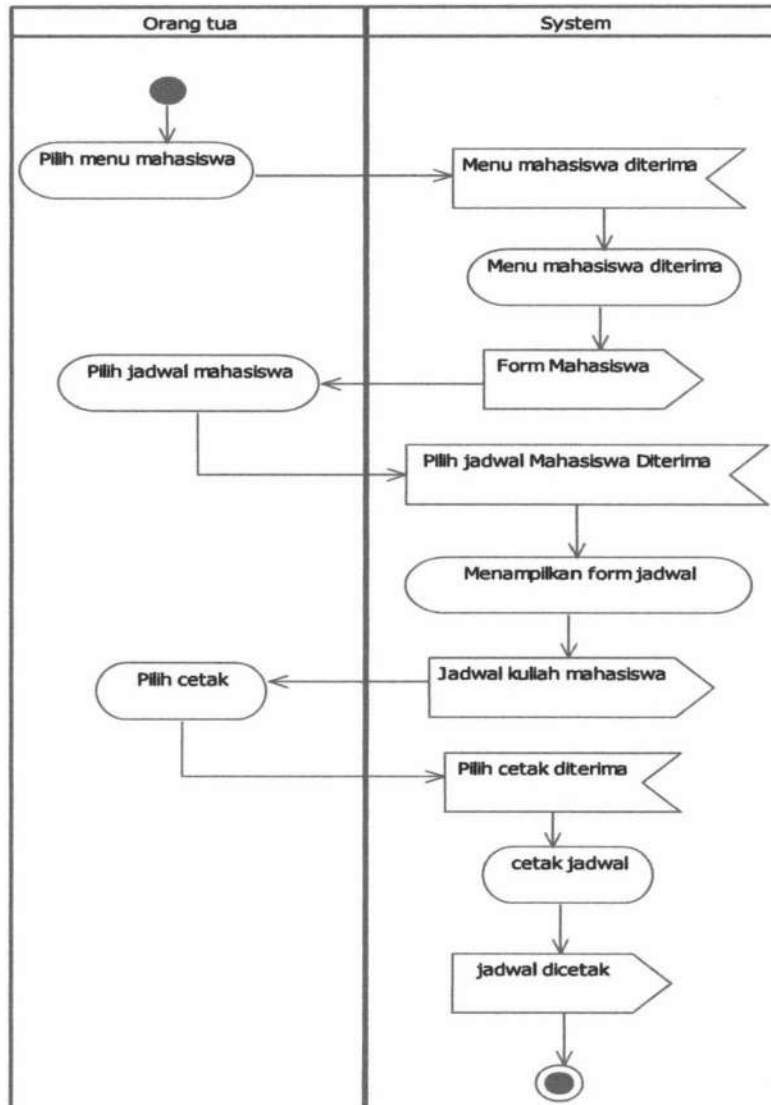 Orang tua
System
Pilih menu mahasiswa
Menu mahasiswa diterima
Menu mahasiswa diterima
Form Mahasiswa
Pilih jadwal mahasiswa
Pilih jadwal Mahasiswa Diterima
Menampilkan form jadwal
Jadwal kuliah mahasiswa
Pilih cetak
Pilih cetak diterima
cetak jadwal
jadwal dicetak